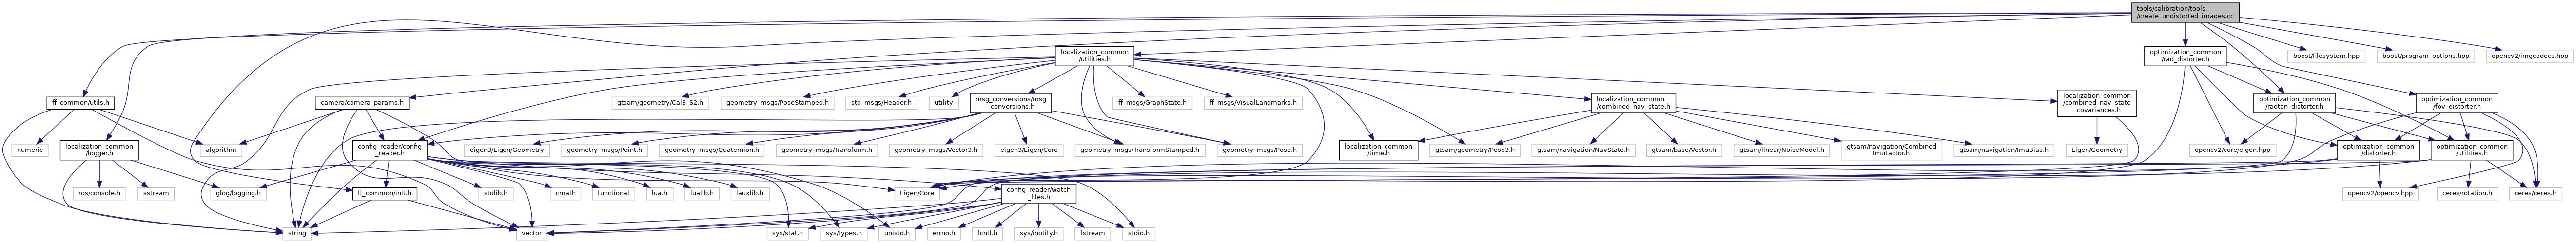 tools/calibration/tools
/create_undistorted_images.cc
localization_common
/utilities.h
optimization_common
/rad_distorter.h
boost/filesystem.hpp
boost/program_options.hpp
opencv2/imgcodecs.hpp
ff_common/utils.h
camera/camera_params.h
gtsam/geometry/Cal3_S2.h
geometry_msgs/PoseStamped.h
std_msgs/Header.h
utility
msg_conversions/msg
_conversions.h
ff_msgs/GraphState.h
ff_msgs/VisualLandmarks.h
localization_common
/combined_nav_state.h
localization_common
/combined_nav_state
_covariances.h
optimization_common
/radtan_distorter.h
optimization_common
/fov_distorter.h
numeric
localization_common
/logger.h
algorithm
config_reader/config
_reader.h
eigen3/Eigen/Geometry
geometry_msgs/Point.h
geometry_msgs/Quaternion.h
geometry_msgs/Transform.h
geometry_msgs/Vector3.h
eigen3/Eigen/Core
geometry_msgs/TransformStamped.h
geometry_msgs/Pose.h
localization_common
/time.h
gtsam/geometry/Pose3.h
gtsam/navigation/NavState.h
gtsam/base/Vector.h
gtsam/linear/NoiseModel.h
gtsam/navigation/Combined
ImuFactor.h
gtsam/navigation/ImuBias.h
Eigen/Geometry
opencv2/core/eigen.hpp
optimization_common
/distorter.h
optimization_common
/utilities.h
ros/console.h
sstream
glog/logging.h
ff_common/init.h
stdlib.h
cmath
functional
lua.h
lualib.h
lauxlib.h
Eigen/Core
config_reader/watch
_files.h
opencv2/opencv.hpp
ceres/rotation.h
ceres/ceres.h
string
vector
sys/stat.h
sys/types.h
unistd.h
errno.h
fcntl.h
sys/inotify.h
fstream
stdio.h